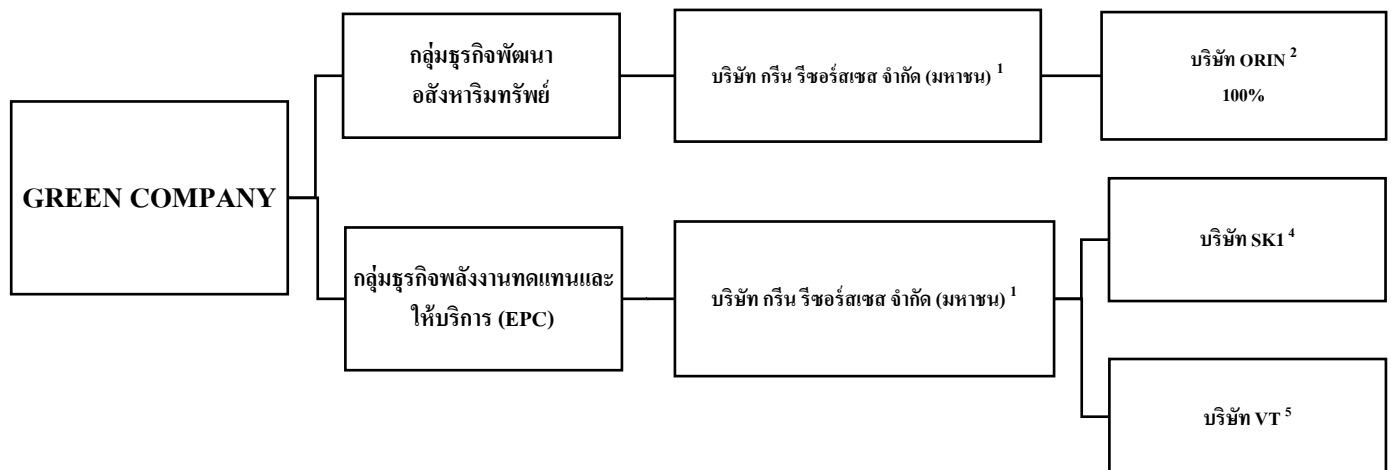 กลุ่มธุรกิจพัฒนา
อสังหาริมทรัพย์
บริษัท กรีน รีซอร์สเซส จำกัด (มหาชน) 1
บริษัท ORIN 2
100%
GREEN COMPANY
กลุ่มธุรกิจพลังงานทดแทนและ
ให้บริการ (EPC)
บริษัท กรีน รีซอร์สเซส จำกัด (มหาชน) 1
บริษัท SK1 4
บริษัท VT 5